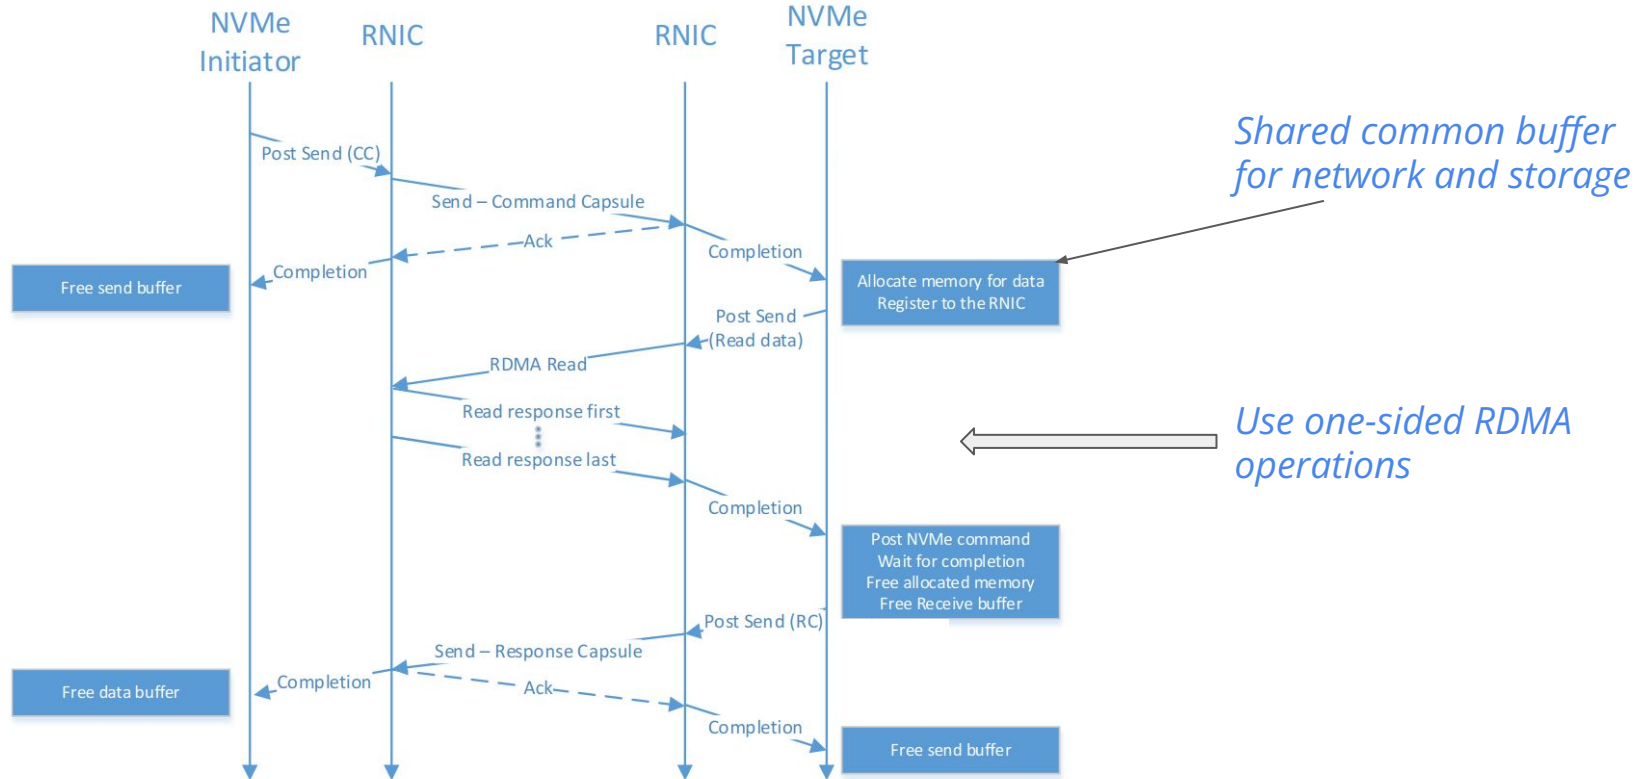 NVMe
Initiator
RNIC
RNIC
NVMe
Target
Post Send (CC)
Send – Command Capsule
Ack
Completion
Completion
Free send buffer
Allocate memory for data
Register to the RNIC
Shared common buffer
for network and storage
Post Send
(Read data)
RDMA Read
Read response first
Read response last
Use one-sided RDMA
operations
Completion
Post NVMe command
Wait for completion
Free allocated memory
Free Receive buffer
Post Send (RC)
Send – Response Capsule
Completion
Ack
Free data buffer
Completion
Free send buffer